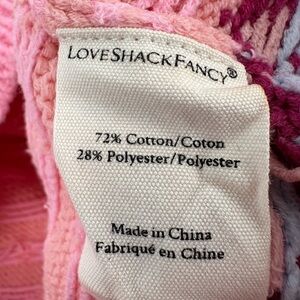 LOVESHACKFANCY®
72% Cotton/Coton
28% Polyester/Polyester
Made in China
Fabriqué en Chine